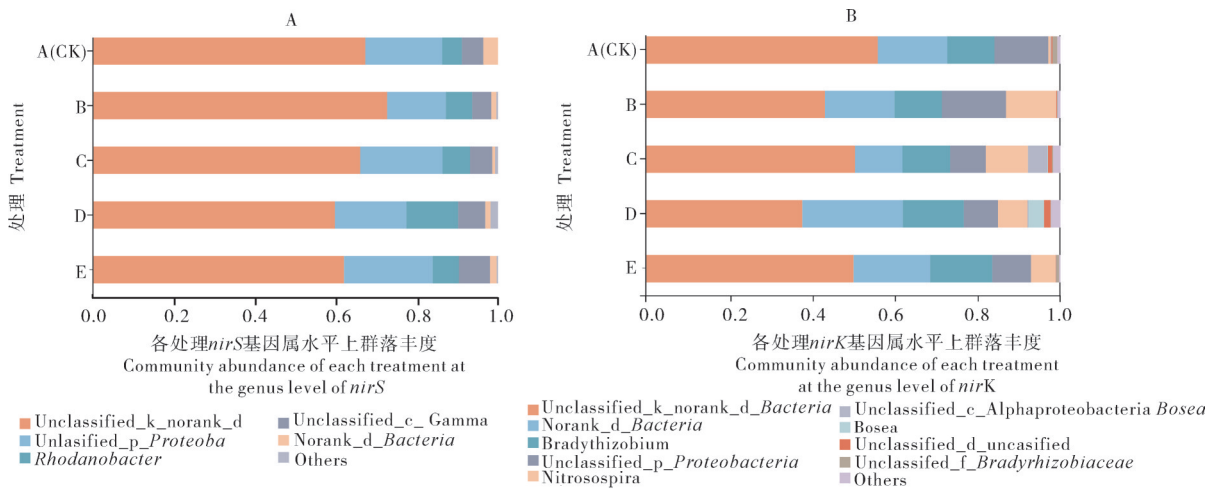 A
A(CK)
B
C
D
E
处理 Treatment
0.0 0.2 0.4 0.6 0.8 1.0
各处理nirS基因属水平上群落丰度
Community abundance of each treatment at
the genus level of nirS
Unclassified_k_norank_d
Unlasified_p_Proteoba
Rhodanobacter
Unclassified_c_ Gamma
Norank_d_Bacteria
Others
B
A(CK)
B
C
D
E
处理 Treatment
0.0 0.2 0.4 0.6 0.8 1.0
各处理nirK基因属水平上群落丰度
Community abundance of each treatment
at the genus level of nirK
Unclassified_k_norank_d_Bacteria
Norank_d_Bacteria
Bradythizobium
Unclassified_p_Proteobacteria
Nitrosospira
Unclassified_c_Alphaproteobacteria Bosea
Bosea
Unclassified_d_uncasified
Unclassifed_f_Bradyrhizobiaceae
Others